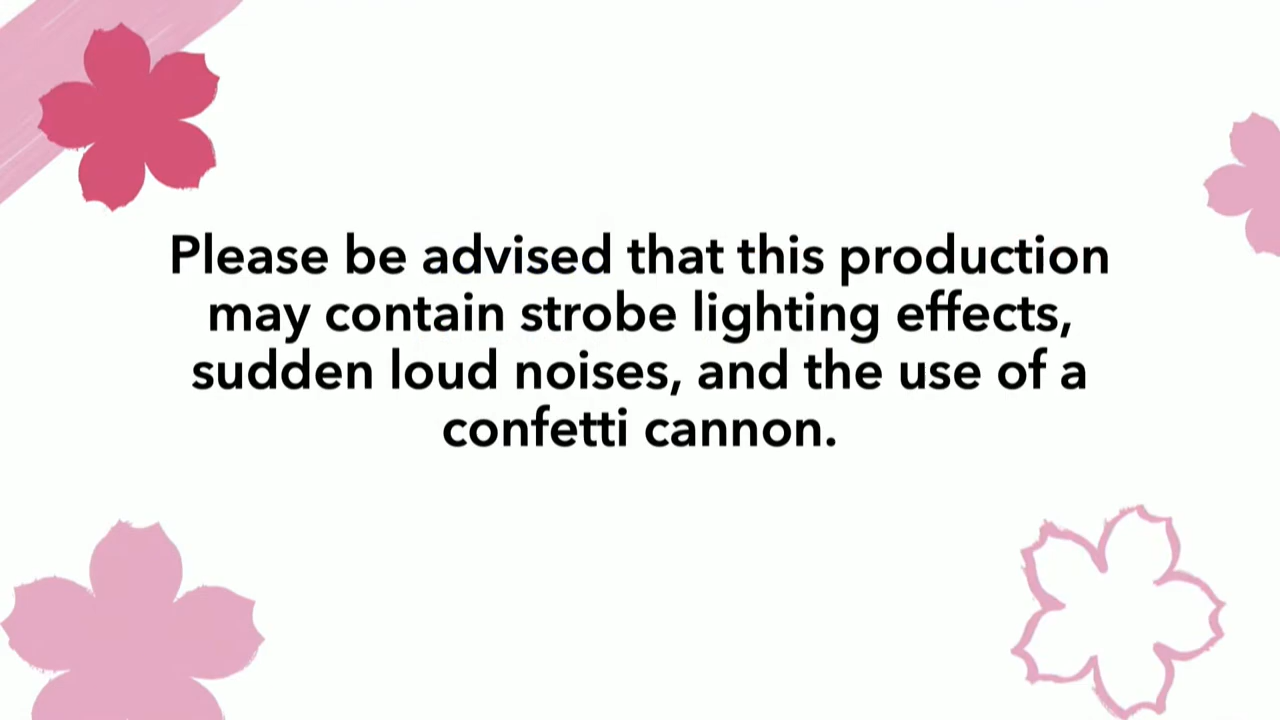 Please be advised that this production
may contain strobe lighting effects,
sudden loud noises, and the use of a
confetti cannon.